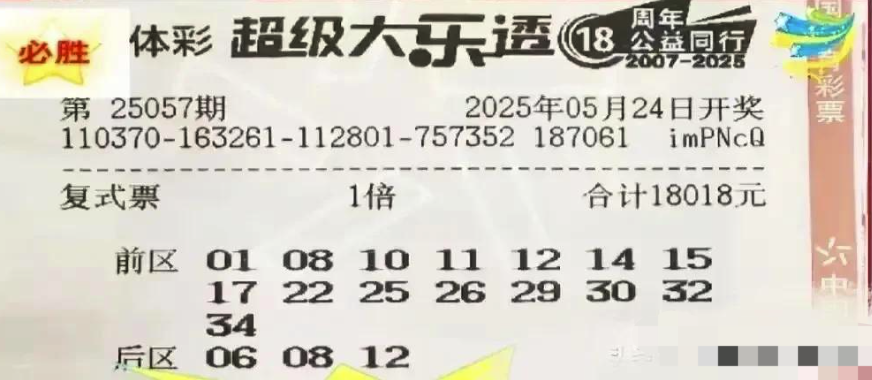 必胜
体彩 超级大乐透 18周年公益同行
2007-2025
第 25057期 2025年05月24日开奖
110370-163261-112801-757352 187061 imPNcQ
复式票 1倍 合计18018元
前区 01 08 10 11 12 14 15
17 22 25 26 29 30 32
34
后区 06 08 12
国
彩票